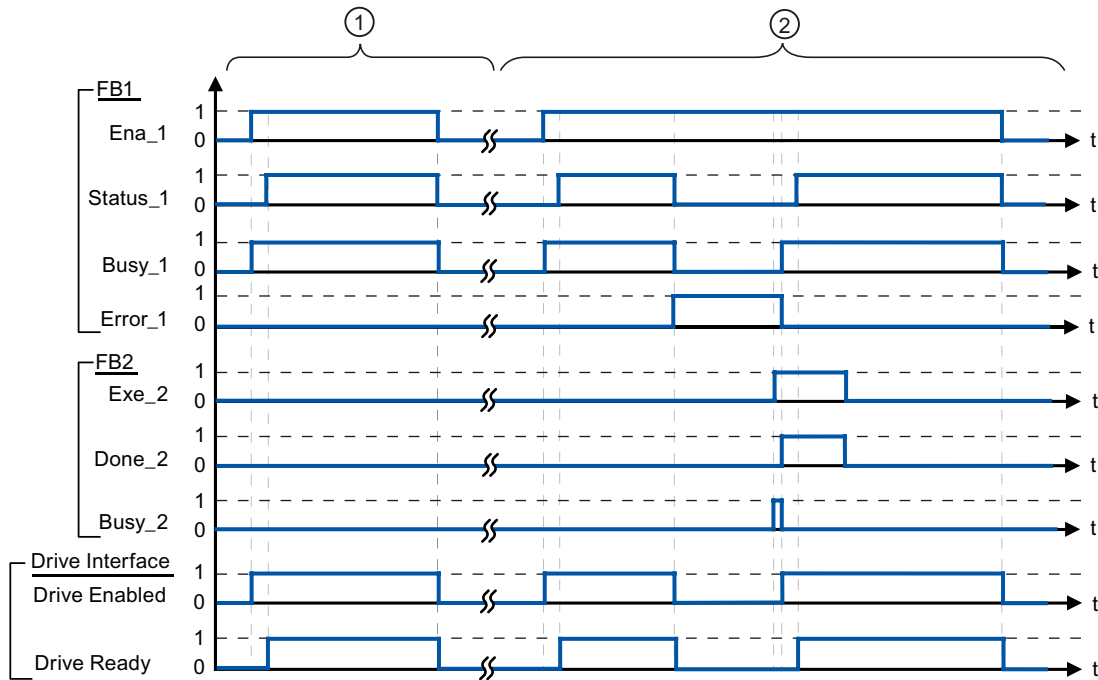 1 2
FB1
1
Ena_1 0 t
1
Status_1 0 t
1
Busy_1 0 t
1
Error_1 0 t
FB2
1
Exe_2 0 t
1
Done_2 0 t
1
Busy_2 0 t
Drive Interface
1
Drive Enabled 0 t
1
Drive Ready 0 t